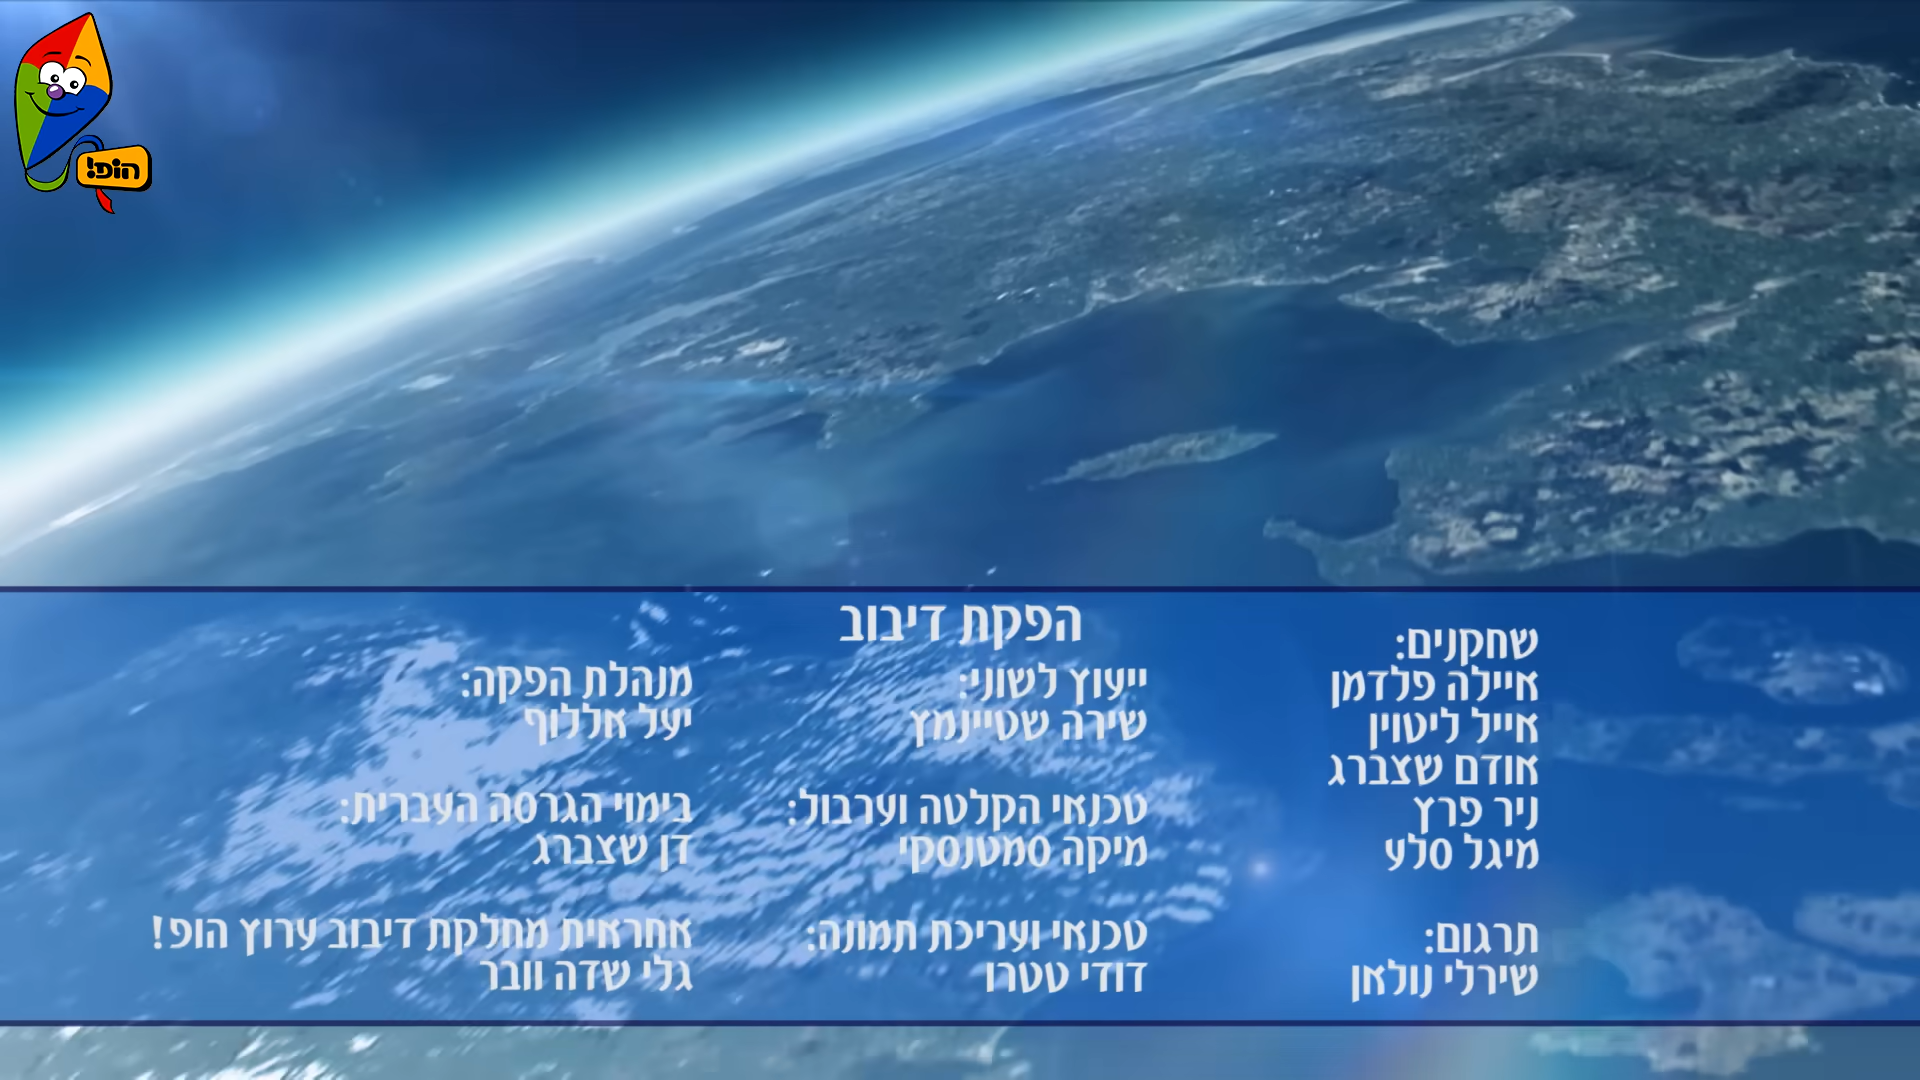 הופ!
הפקת דיבוב
שחקנים:
איילה פלדמן
אייל ליטוין
אודם שצברג
ניר פרץ
מיגל סלע
תרגום:
שירלי נולאן
ייעוץ לשוני:
שירה שטיינמץ
טכנאי הקלטה וערבול:
מיקה סמטנסקי
טכנאי ועריכת תמונה:
דודי טטרו
מנהלת הפקה:
יעל אללוף
בימוי הגרסה העברית:
דן שצברג
אחראית מחלקת דיבוב ערוץ הופ!
גלי שדה וובר